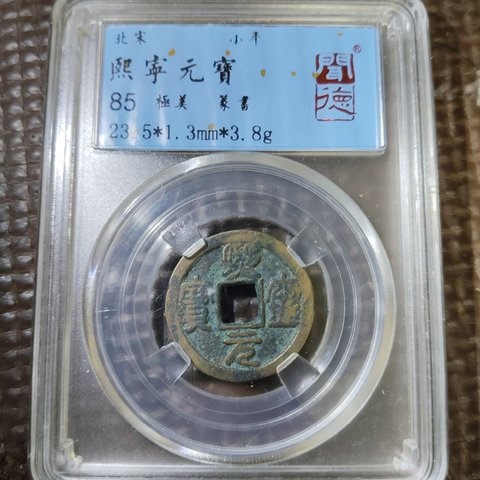 北宋 小平
熙寧元寶
85 極美 篆書
23.5*1.3mm*3.8g
聞德®
熙寧元寶